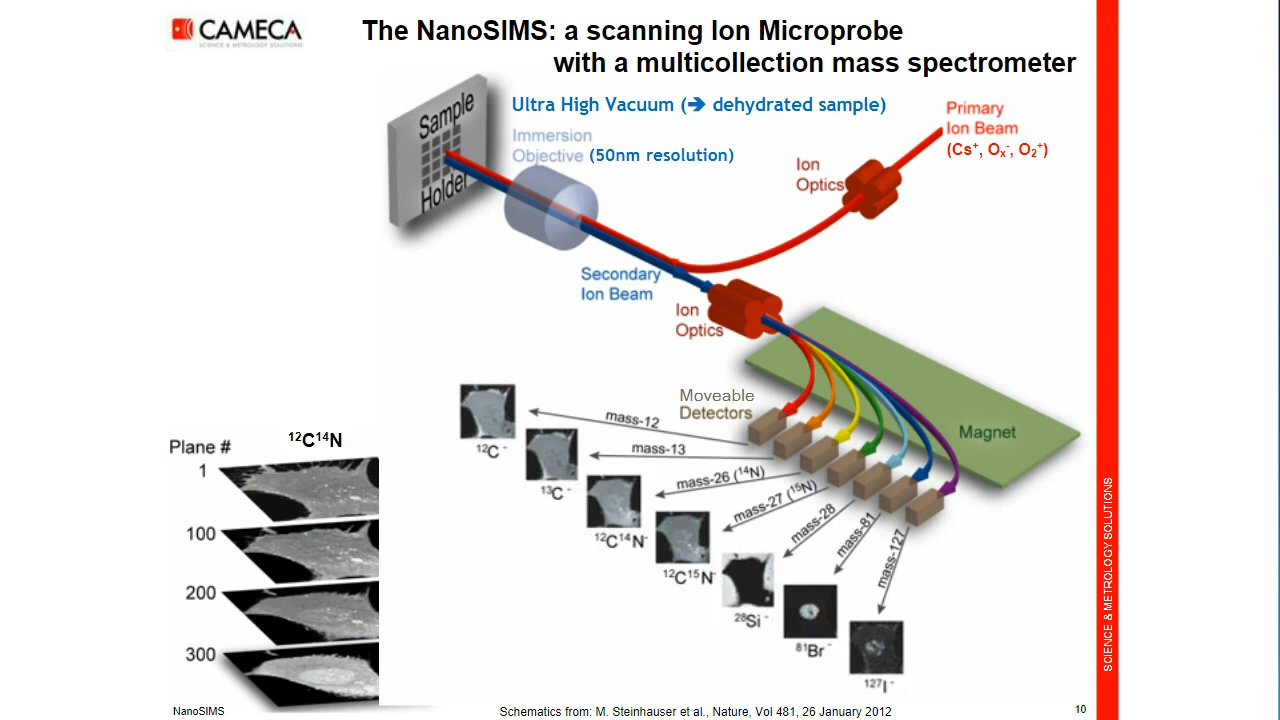 CAMECA
SCIENCE & METROLOGY SOLUTIONS
The NanoSIMS: a scanning Ion Microprobe
with a multicollection mass spectrometer
Ultra High Vacuum (➔ dehydrated sample)
Sample
Holder
Immersion
Objective (50nm resolution)
Primary
Ion Beam
(Cs⁺, Oₓ⁻, O₂⁺)
Ion
Optics
Secondary
Ion Beam
Ion
Optics
Moveable
Detectors
Magnet
mass-12
mass-13
mass-26 (¹⁴N)
mass-27 (¹⁵N)
mass-28
mass-81
mass-127
¹²C⁻
¹³C⁻
¹²C¹⁴N⁻
¹²C¹⁵N⁻
²⁸Si⁻
⁸¹Br⁻
¹²⁷I⁻
Plane # ¹²C¹⁴N
1
100
200
300
SCIENCE & METROLOGY SOLUTIONS
NanoSIMS
Schematics from: M. Steinhauser et al., Nature, Vol 481, 26 January 2012
10